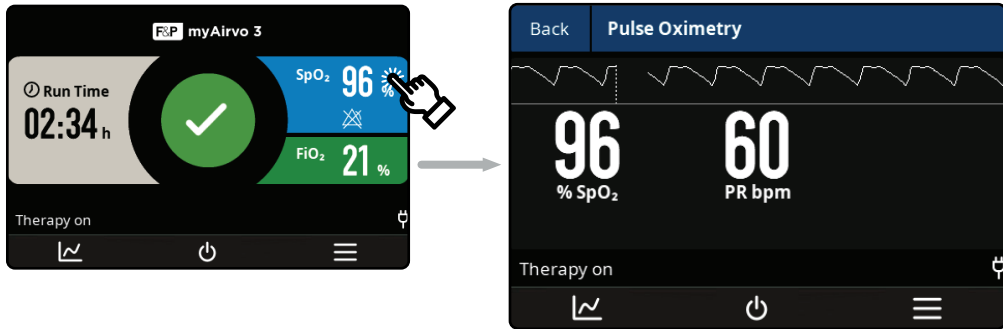 F&P myAirvo 3
Run Time
02:34 h
SpO₂ 96 %
FiO₂ 21 %
Therapy on
Back Pulse Oximetry
96 60
% SpO₂ PR bpm
Therapy on